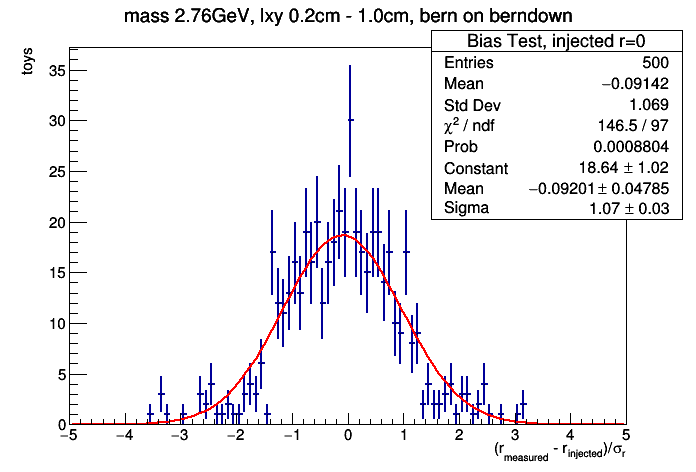 mass 2.76GeV, lxy 0.2cm - 1.0cm, bern on berndown
Bias Test, injected r=0
Entries 500
Mean −0.09142
Std Dev 1.069
χ² / ndf 146.5 / 97
Prob 0.0008804
Constant 18.64 ± 1.02
Mean −0.09201 ± 0.04785
Sigma 1.07 ± 0.03
toys
35
30
25
20
15
10
5
0
−5 −4 −3 −2 −1 0 1 2 3 4 5
(r_measured - r_injected)/σ_r